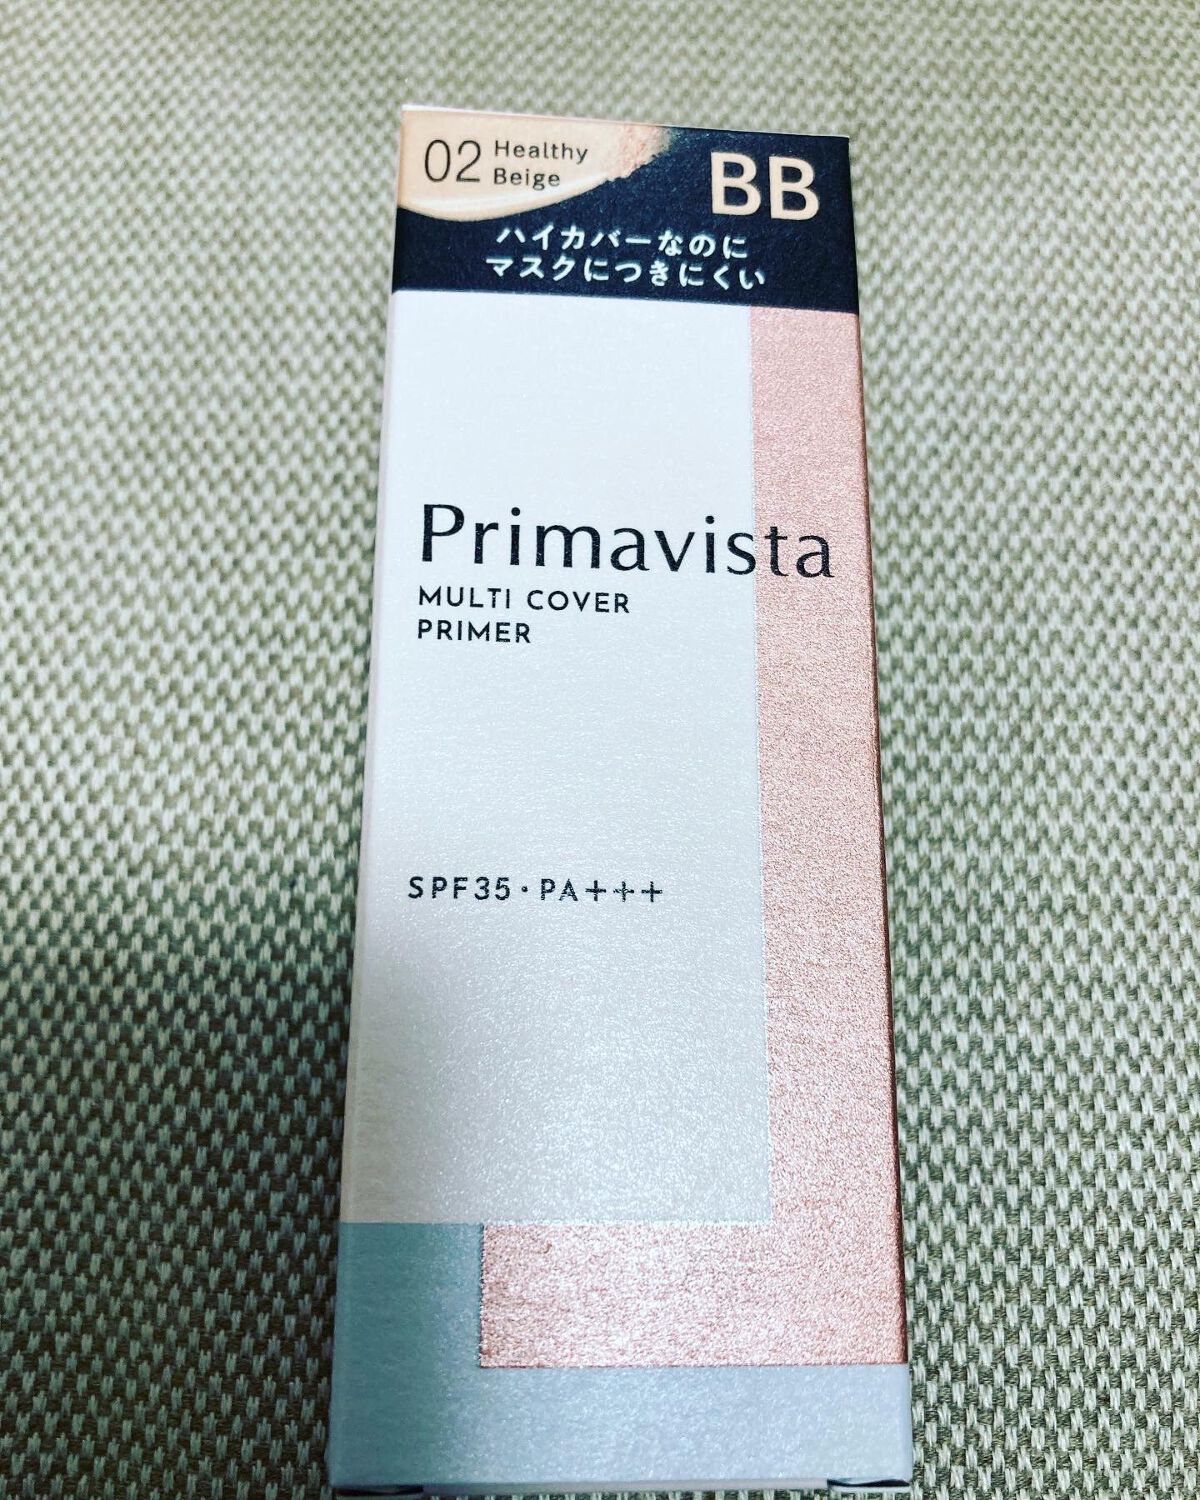 02 Healthy
Beige
BB
ハイカバーなのに
マスクにつきにくい
Primavista
MULTI COVER
PRIMER
SPF35・PA+++